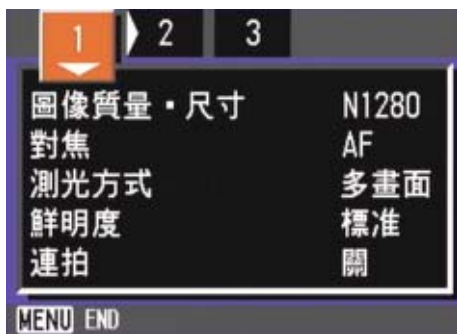 1 2 3
圖像質量・尺寸 N1280
對焦 AF
測光方式 多畫面
鮮明度 標准
連拍 關
MENU END